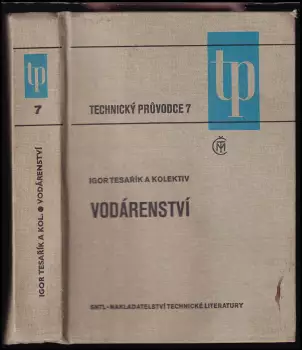 tp
7
IGOR TESAŘÍK A KOL. ● VODÁRENSTVÍ
tp
TECHNICKÝ PRŮVODCE 7
IGOR TESAŘÍK A KOLEKTIV
VODÁRENSTVÍ
SNTL-NAKLADATELSTVÍ TECHNICKÉ LITERATURY